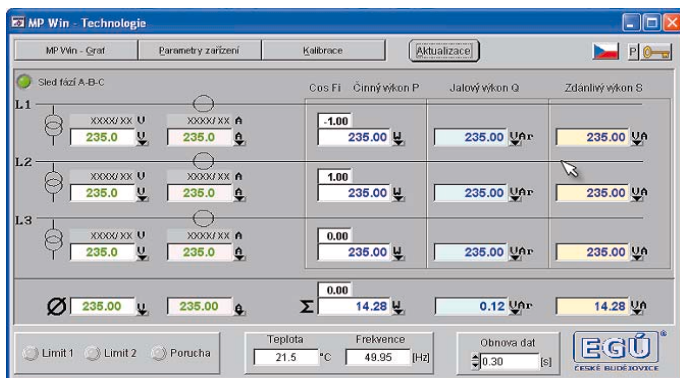 MP Win - Technologie
MP Win - Graf Parametry zařízení Kalibrace Aktualizace P
Sled fází A-B-C Cos Fi Činný výkon P Jalový výkon Q Zdánlivý výkon S
L1
XXXX/XX V XXXX/XX A -1.00
235.0 V 235.0 A 235.00 W 235.00 VAr 235.00 VA
L2
XXXX/XX V XXXX/XX A 1.00
235.0 V 235.0 A 235.00 W 235.00 VAr 235.00 VA
L3
XXXX/XX V XXXX/XX A 0.00
235.0 V 235.0 A 235.00 W 235.00 VAr 235.00 VA
0.00
Ø 235.00 V 235.00 A Σ 14.28 W 0.12 VAr 14.28 VA
Limit 1 Limit 2 Porucha
Teplota Frekvence
21.5 °C 49.95 [Hz]
Obnova dat
0.30 [s]
EGÚ®
ČESKÉ BUDĚJOVICE